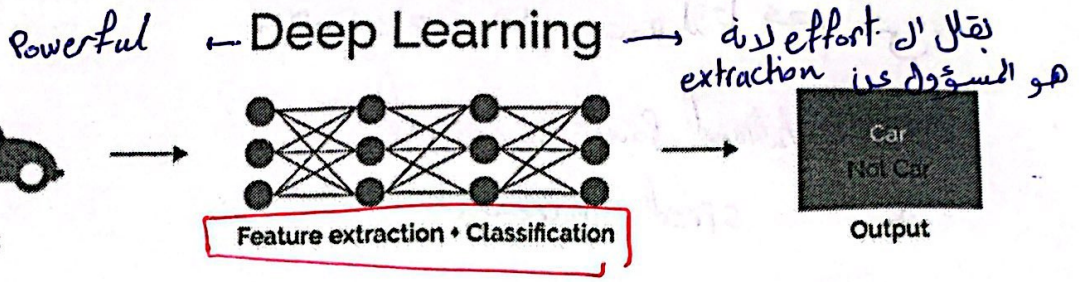 Powerful ← Deep Learning → بقلل ال effort لانه
هو المسؤول عن extraction
Car
Not Car
Feature extraction + Classification
Output